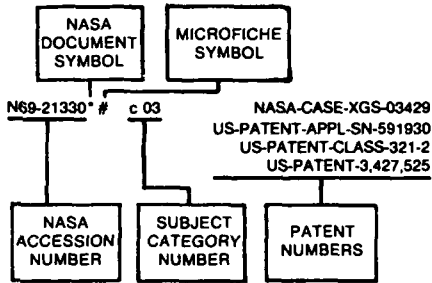 NASA
DOCUMENT
SYMBOL
MICROFICHE
SYMBOL
N69-21330* # c 03
NASA-CASE-XGS-03429
US-PATENT-APPL-SN-591930
US-PATENT-CLASS-321-2
US-PATENT-3,427,525
NASA
ACCESSION
NUMBER
SUBJECT
CATEGORY
NUMBER
PATENT
NUMBERS